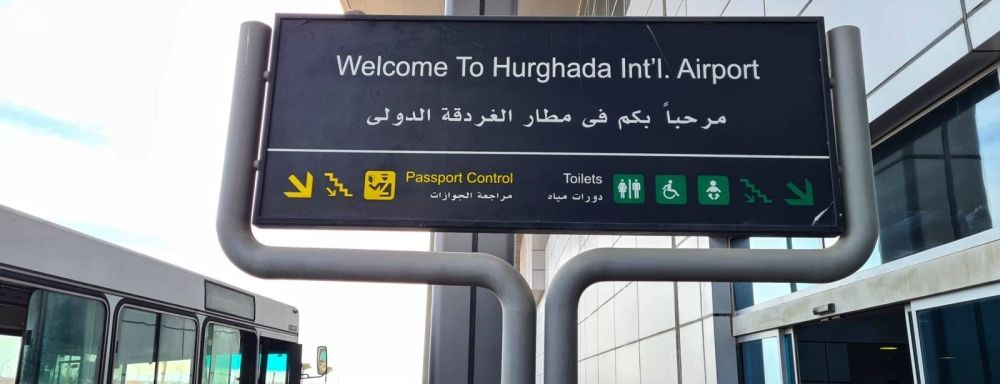 Welcome To Hurghada Int'l. Airport
مرحباً بكم فى مطار الغردقة الدولى
Passport Control
مراجعة الجوازات
Toilets
دورات مياه